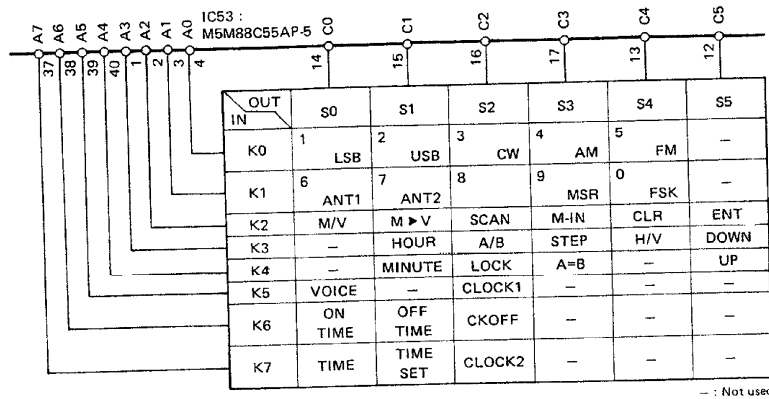 IC53 :
M5M88C55AP-5
A7 A6 A5 A4 A3 A2 A1 A0 C0 C1 C2 C3 C4 C5
37 38 39 40 1 2 3 4 14 15 16 17 13 12
OUT
IN
S0 S1 S2 S3 S4 S5
K0 1 LSB 2 USB 3 CW 4 AM 5 FM –
K1 6 ANT1 7 ANT2 8 9 MSR 0 FSK –
K2 M/V M ► V SCAN M-IN CLR ENT
K3 – HOUR A/B STEP H/V DOWN
K4 – MINUTE LOCK A=B – UP
K5 VOICE – CLOCK1 – – –
K6 ON TIME OFF TIME CKOFF – – –
K7 TIME TIME SET CLOCK2 – – –
– : Not used